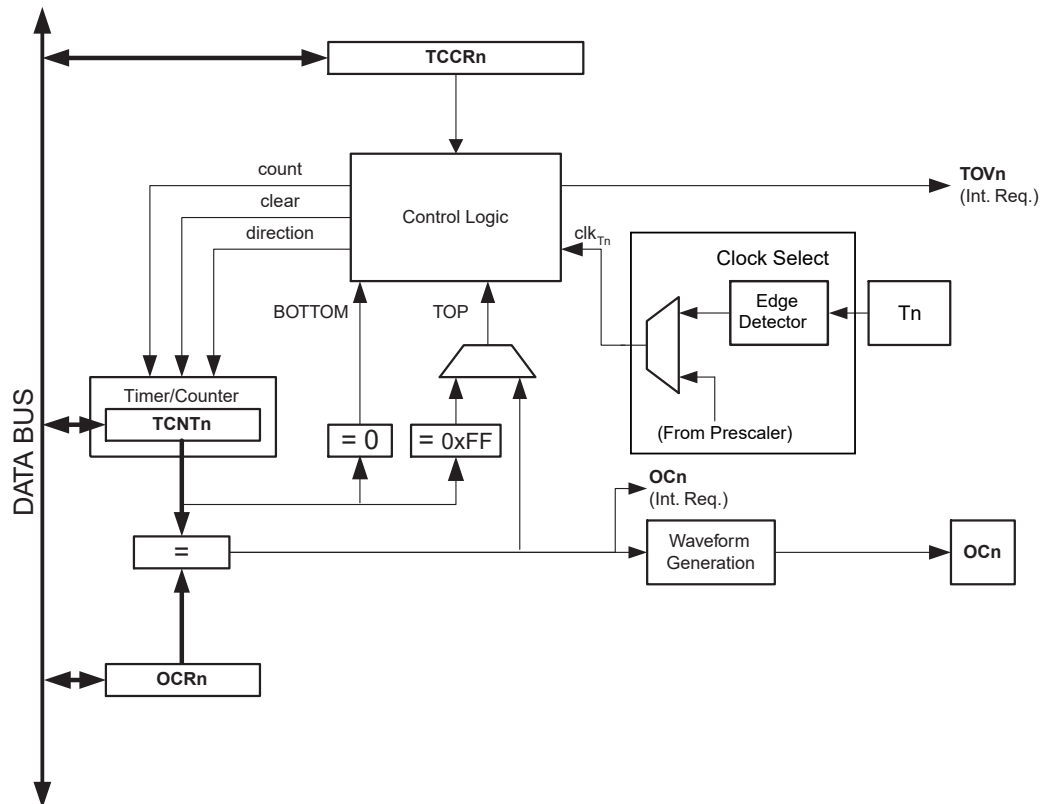 TCCRn
count
clear
direction
Control Logic
TOVn
(Int. Req.)
clkTn
Clock Select
Edge
Detector
Tn
BOTTOM
TOP
Timer/Counter
TCNTn
= 0
= 0xFF
(From Prescaler)
DATA BUS
OCn
(Int. Req.)
=
Waveform
Generation
OCn
OCRn